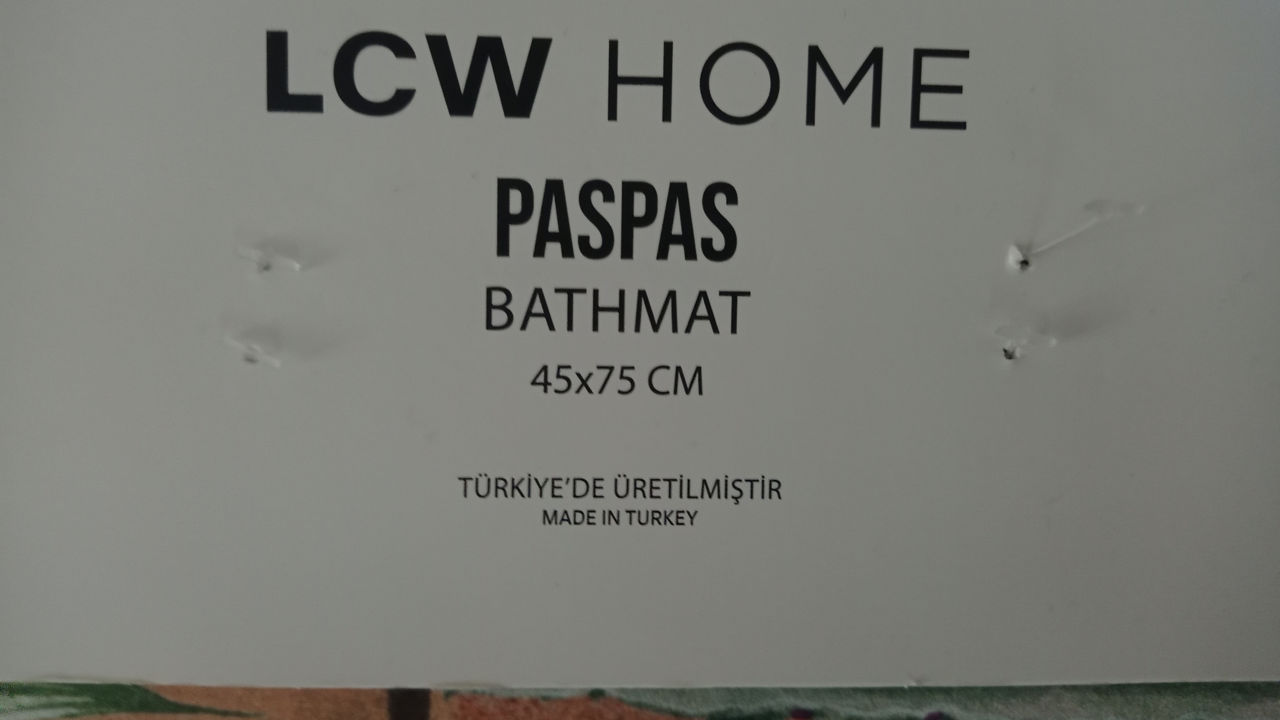 LCW HOME
PASPAS
BATHMAT
45x75 CM
TÜRKİYE'DE ÜRETİLMİŞTİR
MADE IN TURKEY